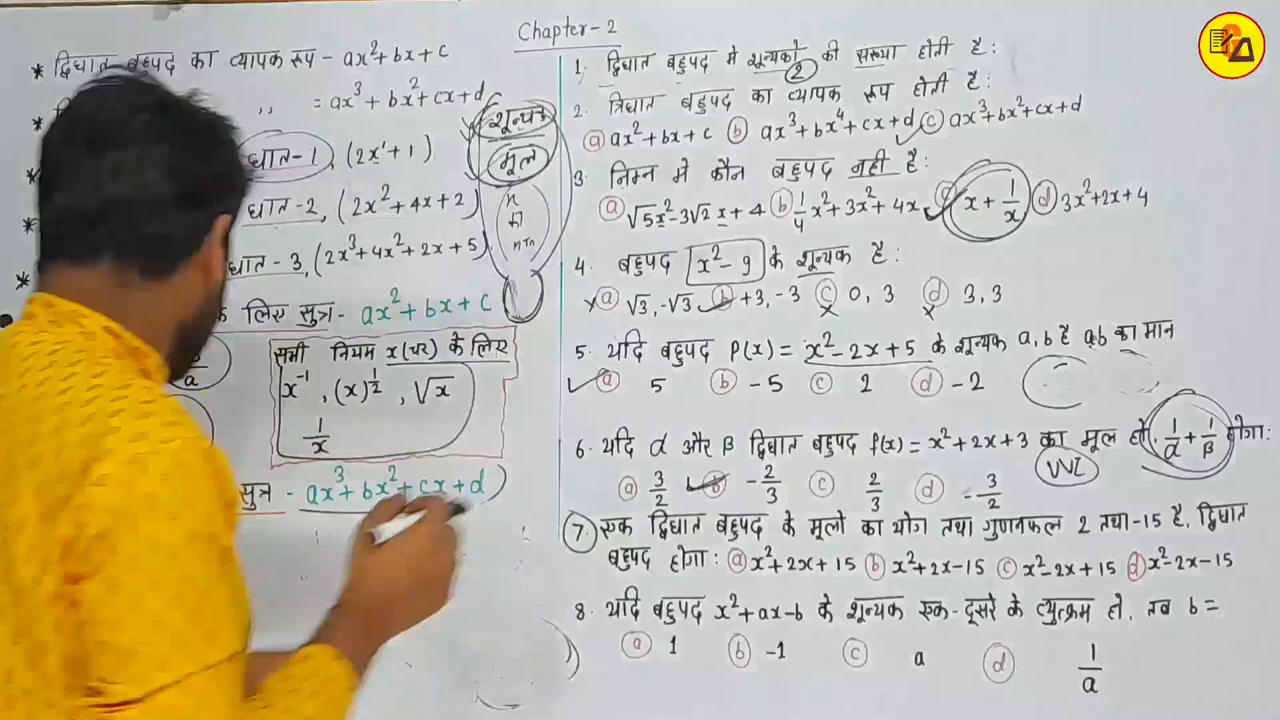 Chapter-2
* द्विघात बहुपद का व्यापक रूप - ax²+bx+c
,, = ax³+bx²+cx+d
घात-1, (2x¹+1)
घात-2, (2x²+4x+2)
घात-3, (2x³+4x²+2x+5)
शून्यक
मूल
के लिए सुत्र- ax²+bx+c
सभी नियम x(चर) के लिए
x⁻¹, (x)^1/2, √x
1/x
सुत्र - ax³+bx²+cx+d)
1. द्विघात बहुपद मे शून्यको की संख्या होती है:
2
2. त्रिघात बहुपद का व्यापक रूप होती है:
a ax²+bx+c b ax³+bx⁴+cx+d c ax³+bx²+cx+d
3. निम्न मे कौन बहुपद नही है:
a √5x²-3√2x+4 b 1/4x²+3x²+4x c x+1/x d 3x²+2x+4
4. बहुपद x²-9 के शून्यक है:
a √3,-√3 b +3,-3 c 0,3 d 3,3
5. यदि बहुपद P(x)=x²-2x+5 के शून्यक a,b है ab का मान
a 5 b -5 c 2 d -2
6. यदि α और β द्विघात बहुपद f(x)=x²+2x+3 का मूल हो. 1/α+1/β होगा:
VVI
a 3/2 b -2/3 c 2/3 d -3/2
7. एक द्विघात बहुपद के मूलो का योग तथा गुणनफल 2 तथा-15 है, द्विघात
बहुपद होगा: a x²+2x+15 b x²+2x-15 c x²-2x+15 d x²-2x-15
8. यदि बहुपद x²+ax-b के शून्यक एक-दूसरे के व्युत्क्रम हो, तब b=
a 1 b -1 c a d 1/a